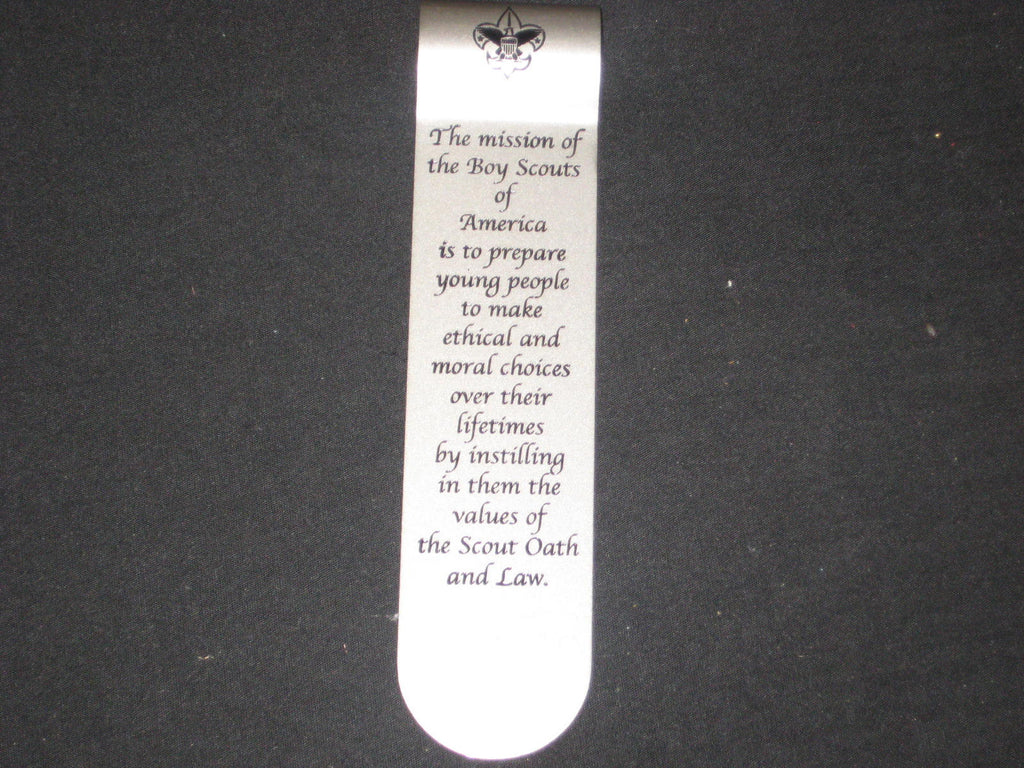 The mission of
the Boy Scouts
of
America
is to prepare
young people
to make
ethical and
moral choices
over their
lifetimes
by instilling
in them the
values of
the Scout Oath
and Law.